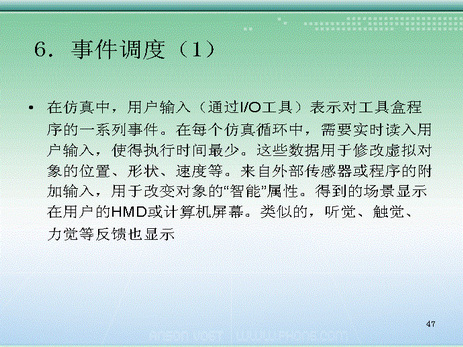 6．事件调度（1）
• 在仿真中，用户输入（通过I/O工具）表示对工具盒程
序的一系列事件。在每个仿真循环中，需要实时读入用
户输入，使得执行时间最少。这些数据用于修改虚拟对
象的位置、形状、速度等。来自外部传感器或程序的附
加输入，用于改变对象的“智能”属性。得到的场景显示
在用户的HMD或计算机屏幕。类似的，听觉、触觉、
力觉等反馈也显示
47